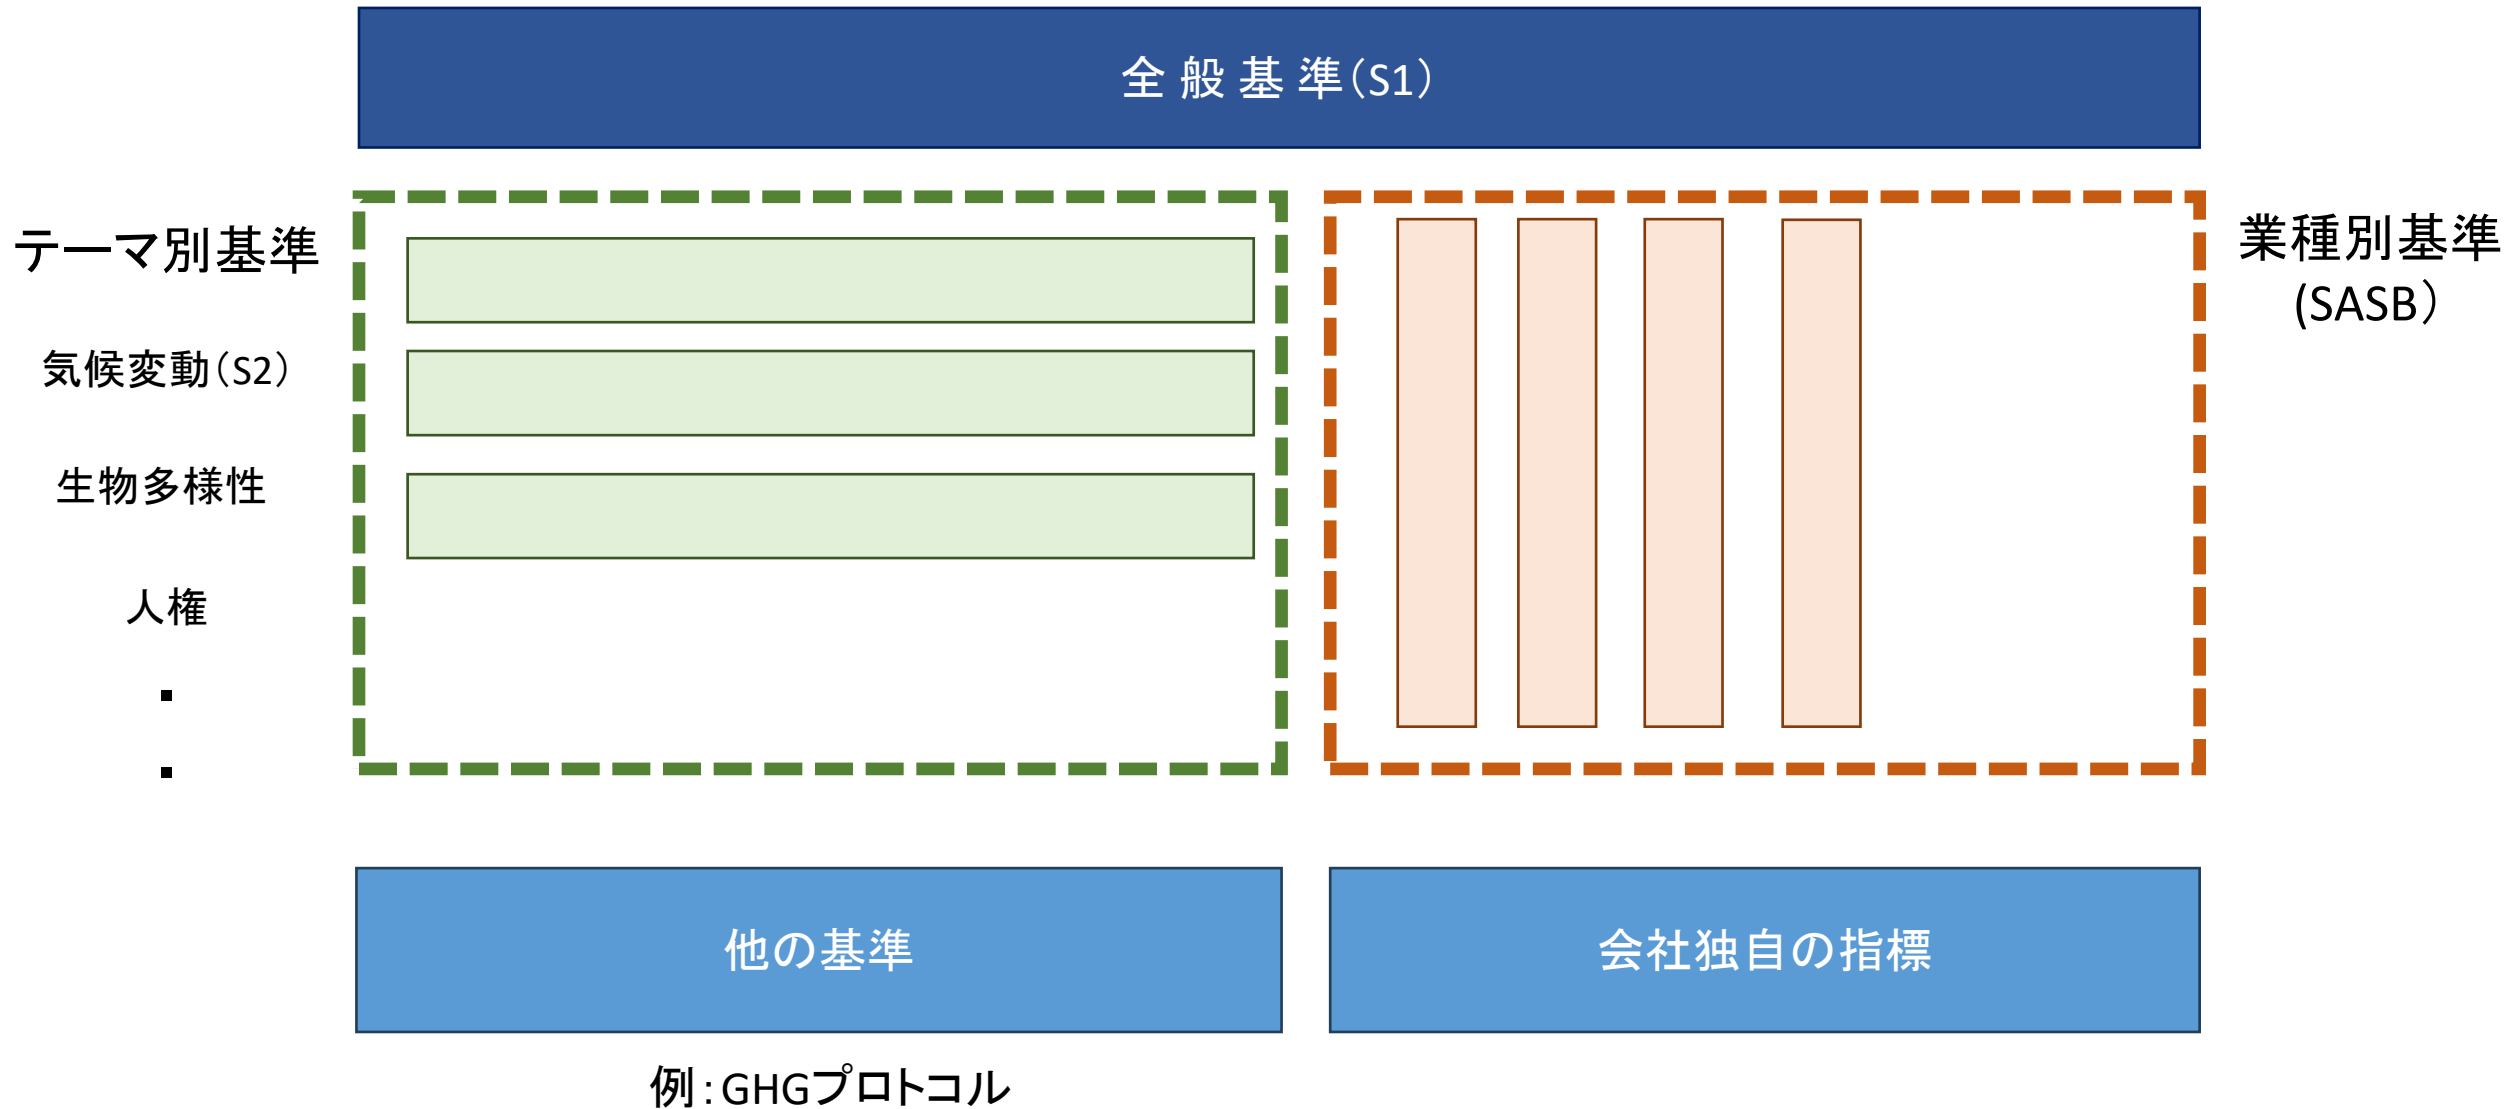 全般基準(S1)
テーマ別基準
気候変動(S2)
生物多様性
人権
・
・
業種別基準
(SASB)
他の基準
会社独自の指標
例:GHGプロトコル